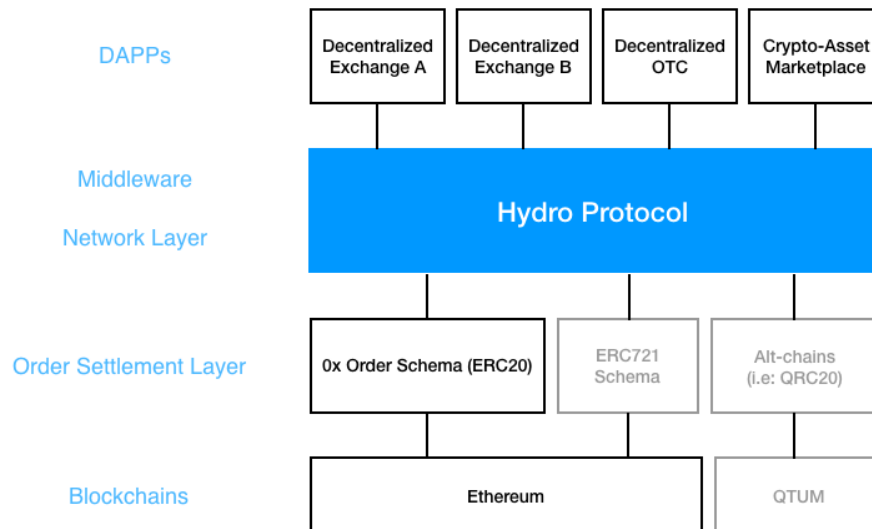 DAPPs
Decentralized
Exchange A
Decentralized
Exchange B
Decentralized
OTC
Crypto-Asset
Marketplace
Middleware
Network Layer
Hydro Protocol
Order Settlement Layer
0x Order Schema (ERC20)
ERC721
Schema
Alt-chains
(i.e: QRC20)
Blockchains
Ethereum
QTUM